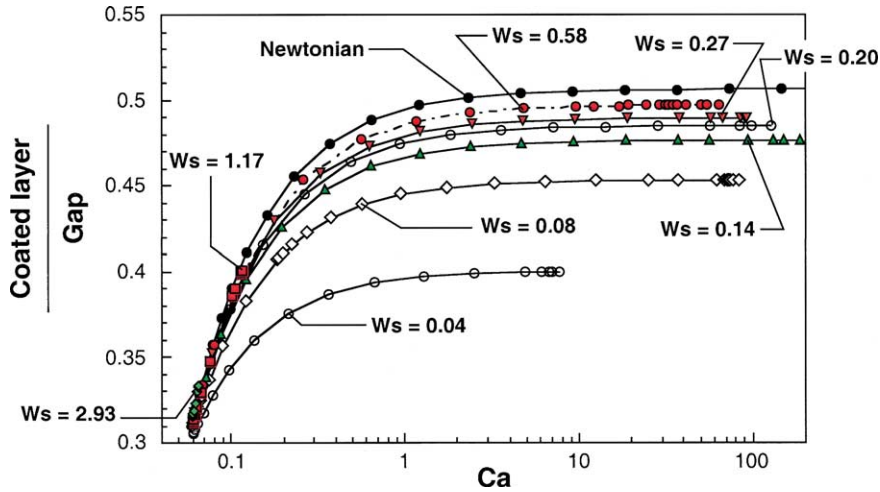 0.55
Ws = 0.58
Ws = 0.27
Newtonian
Ws = 0.20
0.5
Ws = 1.17
Coated layer
Gap
0.45
Ws = 0.08
Ws = 0.14
0.4
Ws = 0.04
0.35
Ws = 2.93
0.3
0.1
1
10
100
Ca